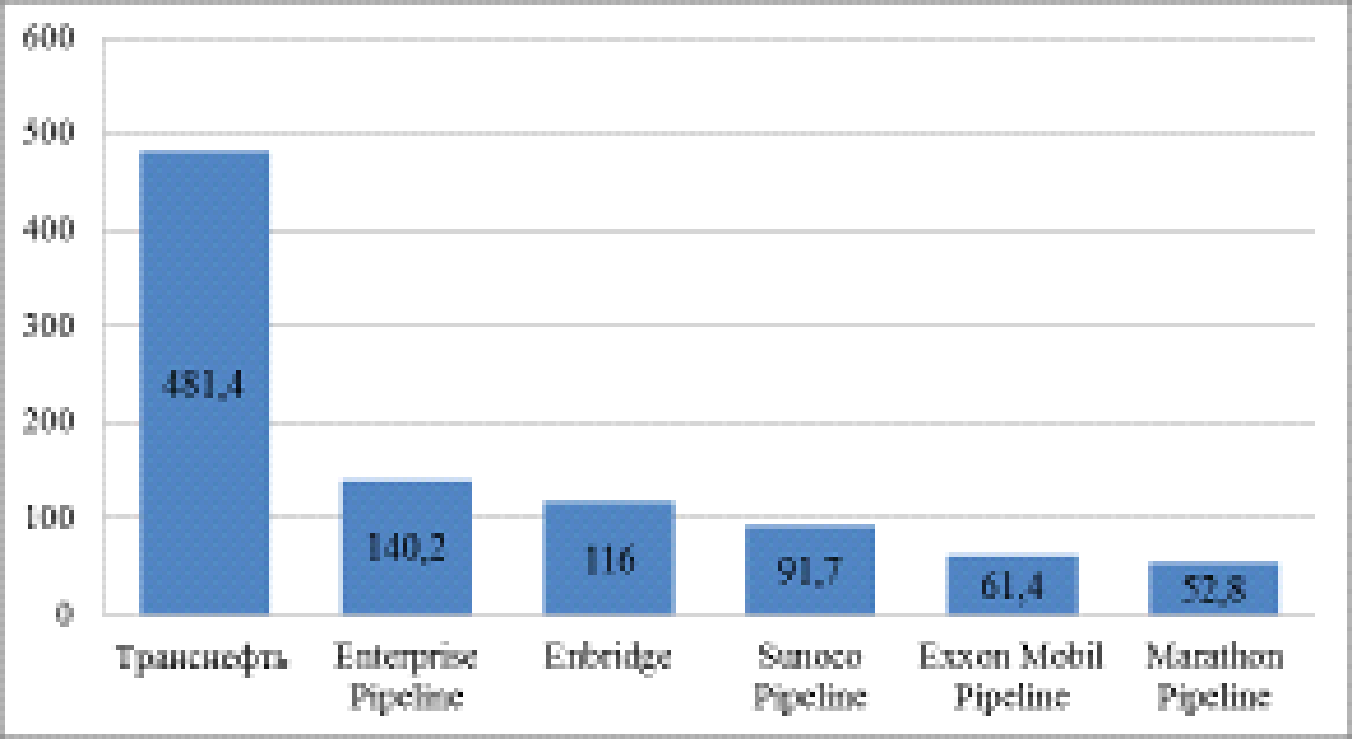 600
500
400
300
200
100
0
481,4
140,2
116
91,7
61,4
52,8
Транснефть
Enterprise
Pipeline
Enbridge
Sunoco
Pipeline
Exxon Mobil
Pipeline
Marathon
Pipeline